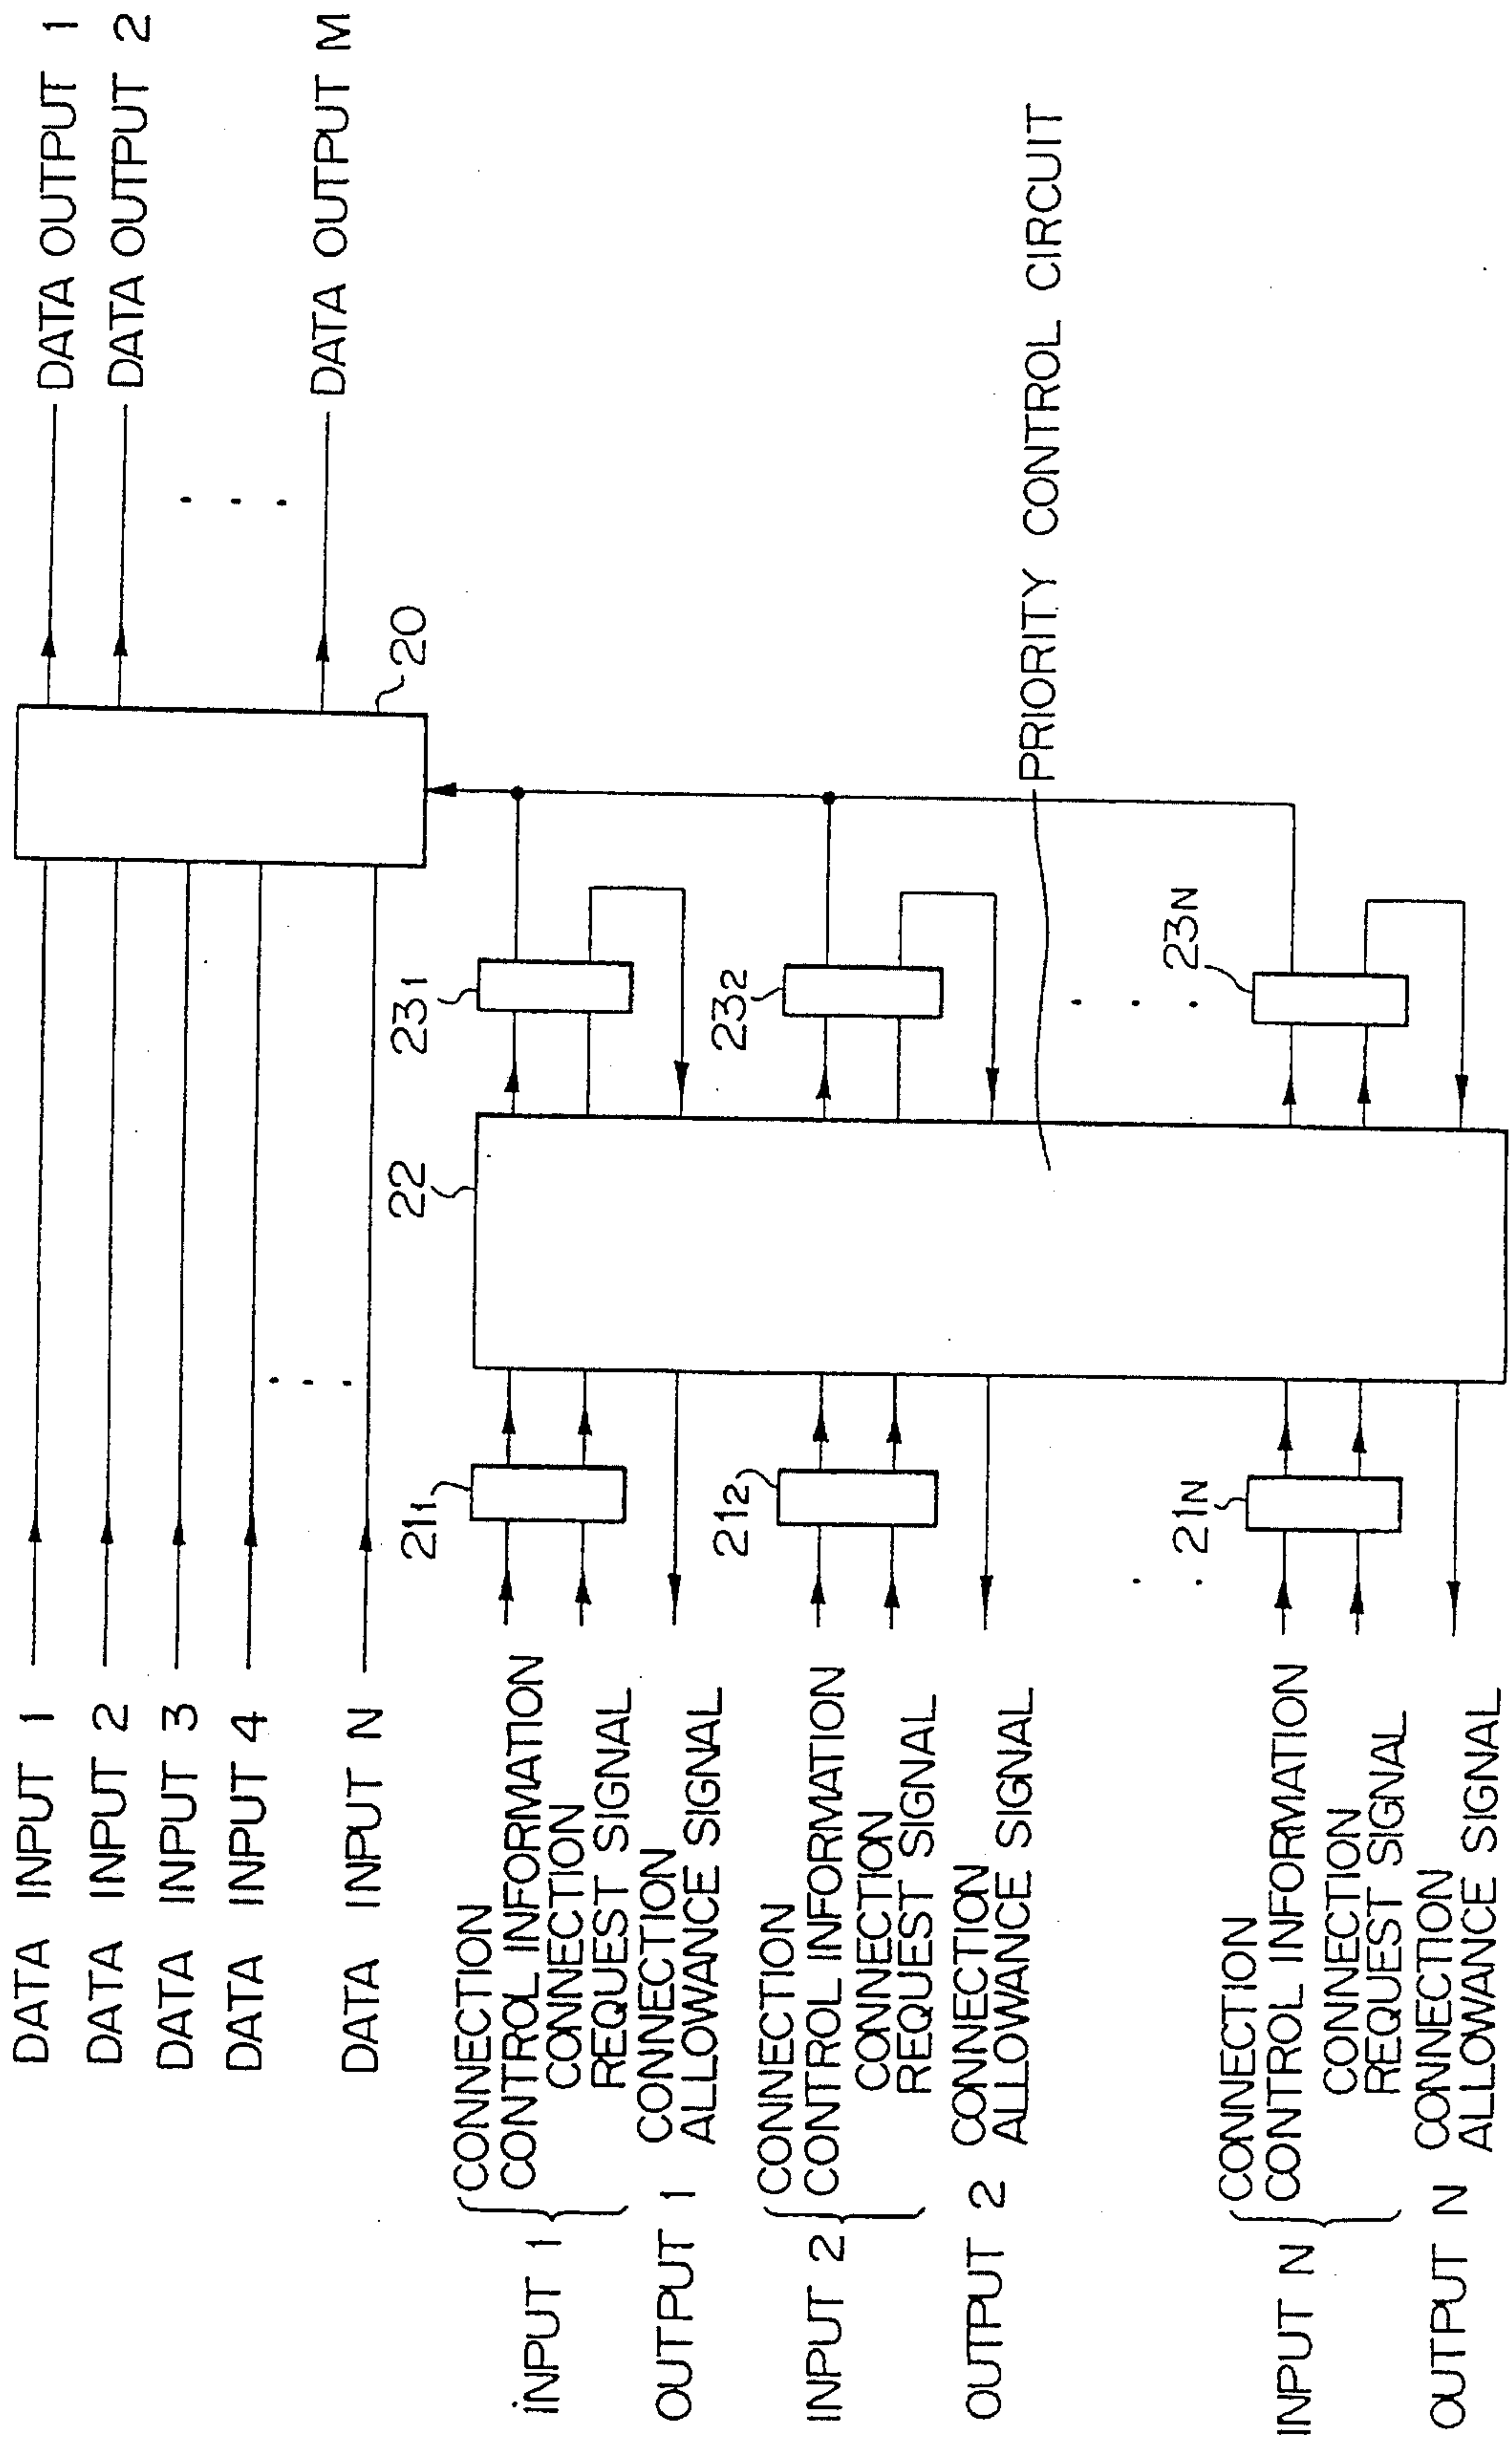 DATA INPUT 1
DATA INPUT 2
DATA INPUT 3
DATA INPUT 4
DATA INPUT N
DATA OUTPUT 1
DATA OUTPUT 2
DATA OUTPUT M
20
INPUT 1
CONNECTION
CONTROL INFORMATION
CONNECTION
REQUEST SIGNAL
OUTPUT 1
CONNECTION
ALLOWANCE SIGNAL
211
22
231
INPUT 2
CONNECTION
CONTROL INFORMATION
CONNECTION
REQUEST SIGNAL
OUTPUT 2
CONNECTION
ALLOWANCE SIGNAL
212
232
PRIORITY CONTROL CIRCUIT
INPUT N
CONNECTION
CONTROL INFORMATION
CONNECTION
REQUEST SIGNAL
OUTPUT N
CONNECTION
ALLOWANCE SIGNAL
21N
23N